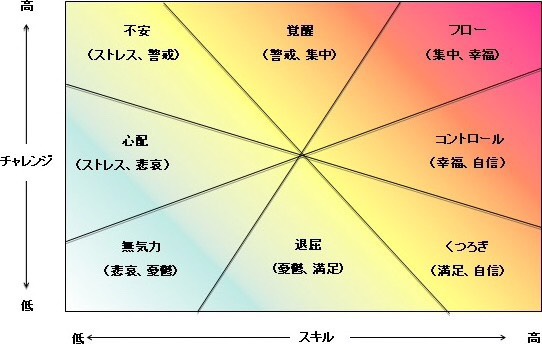 高
不安
(ストレス、警戒)
覚醒
(警戒、集中)
フロー
(集中、幸福)
チャレンジ
心配
(ストレス、悲哀)
コントロール
(幸福、自信)
無気力
(悲哀、憂鬱)
退屈
(憂鬱、満足)
くつろぎ
(満足、自信)
低
低
スキル
高